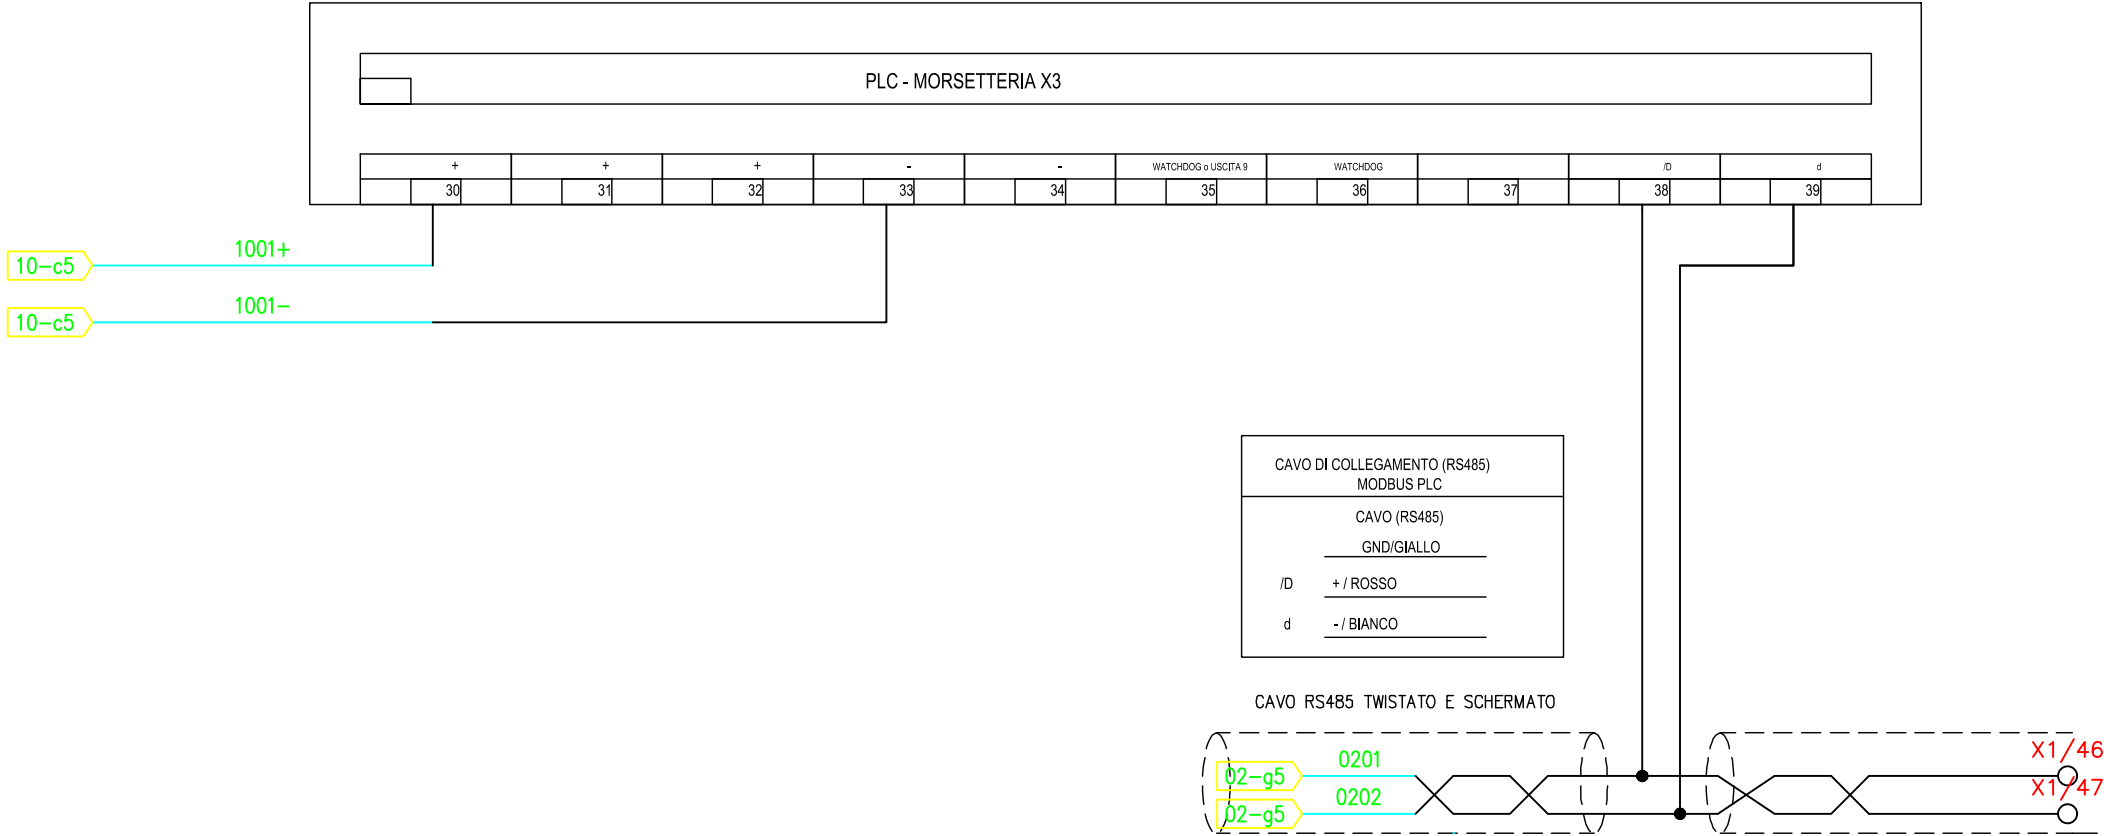 PLC - MORSETTERIA X3
+ + + - - WATCHDOG o USCITA 9 WATCHDOG /D d
30 31 32 33 34 35 36 37 38 39
10-c5 1001+
10-c5 1001-
CAVO DI COLLEGAMENTO (RS485)
MODBUS PLC
CAVO (RS485)
GND/GIALLO
/D + / ROSSO
d - / BIANCO
CAVO RS485 TWISTATO E SCHERMATO
02-g5 0201 X1/46
02-g5 0202 X1/47